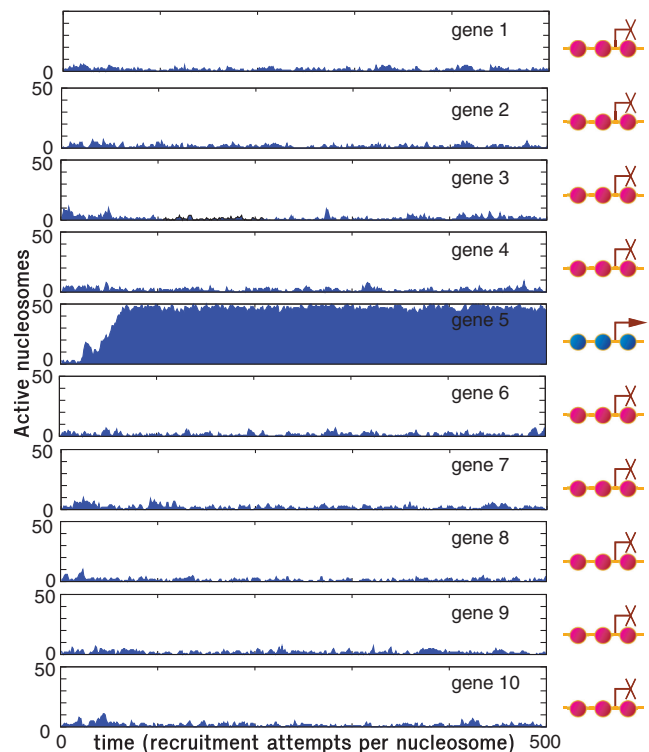 gene 1
0
50
gene 2
0
50
gene 3
0
50
gene 4
0
50
gene 5
0
50
gene 6
0
50
gene 7
0
50
gene 8
0
50
gene 9
0
50
gene 10
0
Active nucleosomes
0 time (recruitment attempts per nucleosome) 500